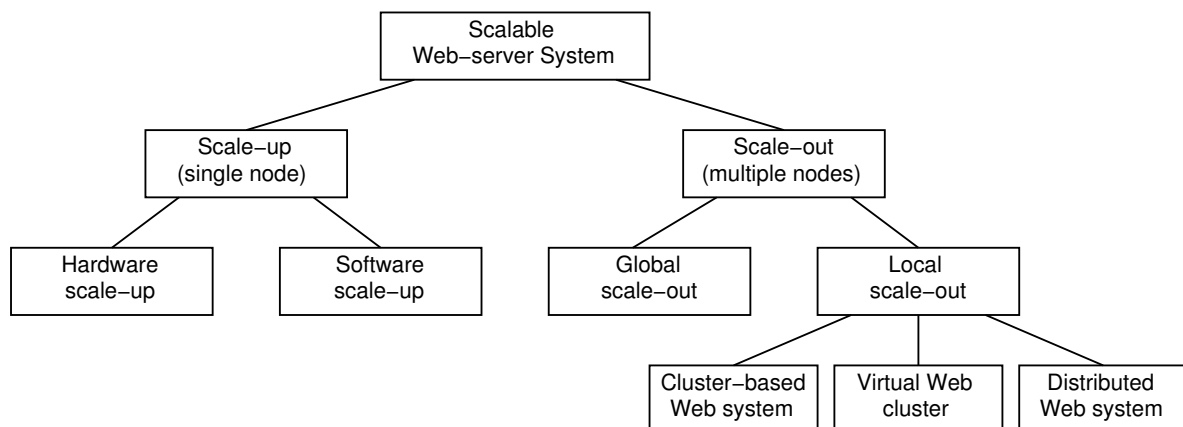 Scalable
Web−server System
Scale−up
(single node)
Scale−out
(multiple nodes)
Hardware
scale−up
Software
scale−up
Global
scale−out
Local
scale−out
Cluster−based
Web system
Virtual Web
cluster
Distributed
Web system